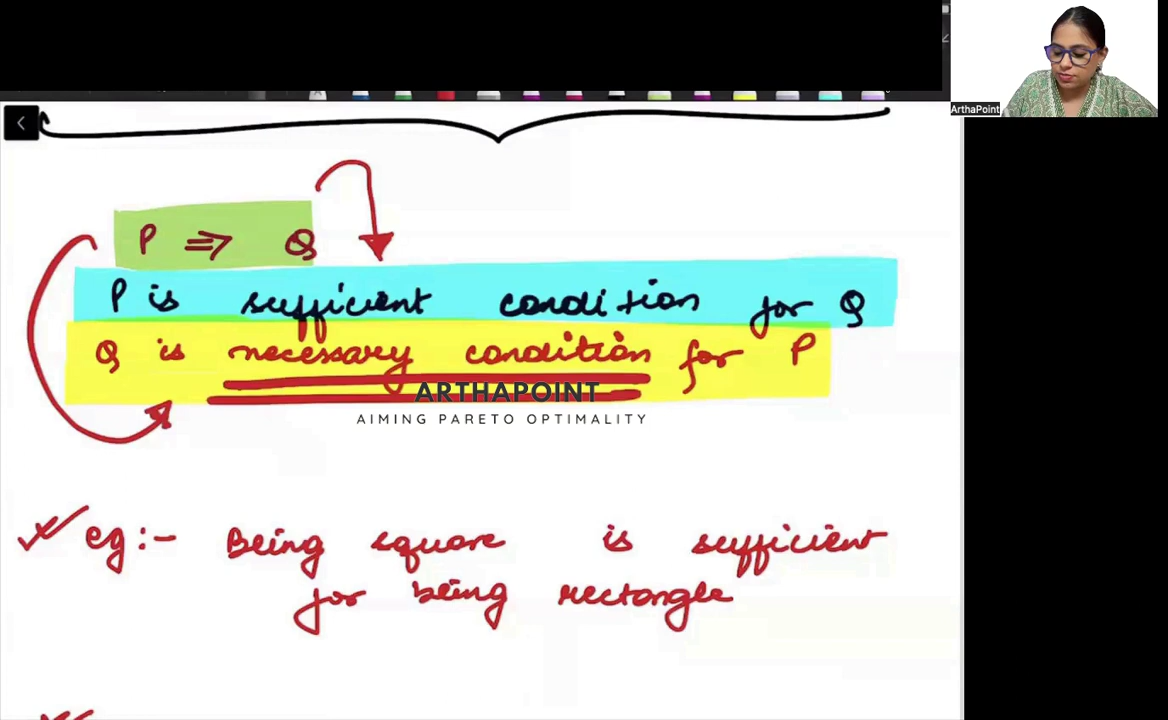 ArthaPoint
P ⇒ Q
P is sufficient condition for Q
Q is necessary condition for P
ARTHAPOINT
AIMING PARETO OPTIMALITY
eg:- Being square is sufficient
for being rectangle